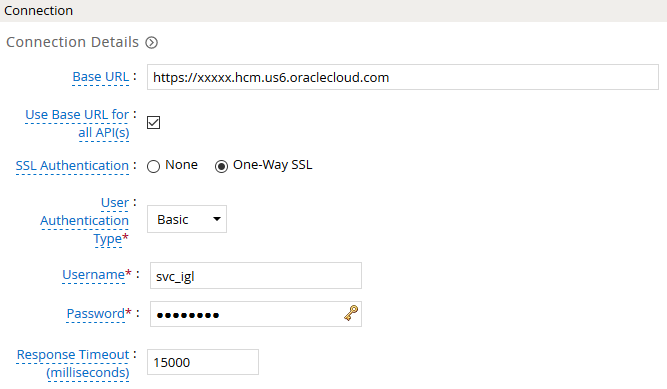 Connection
Connection Details
Base URL : https://xxxxx.hcm.us6.oraclecloud.com
Use Base URL for :
all API(s)
SSL Authentication : None One-Way SSL
User :
Authentication Basic
Type*
Username* : svc_igl
Password* : ●●●●●●●●
Response Timeout : 15000
(milliseconds)